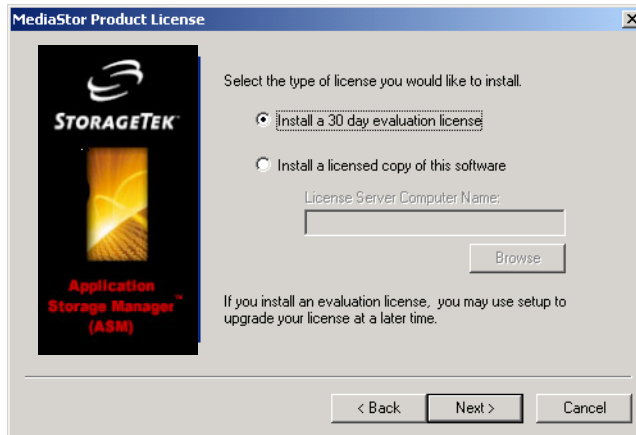 MediaStor Product License
STORAGETEK
Application
Storage Manager™
(ASM)
Select the type of license you would like to install.
Install a 30 day evaluation license
Install a licensed copy of this software
License Server Computer Name:
Browse
If you install an evaluation license, you may use setup to
upgrade your license at a later time.
< Back
Next >
Cancel